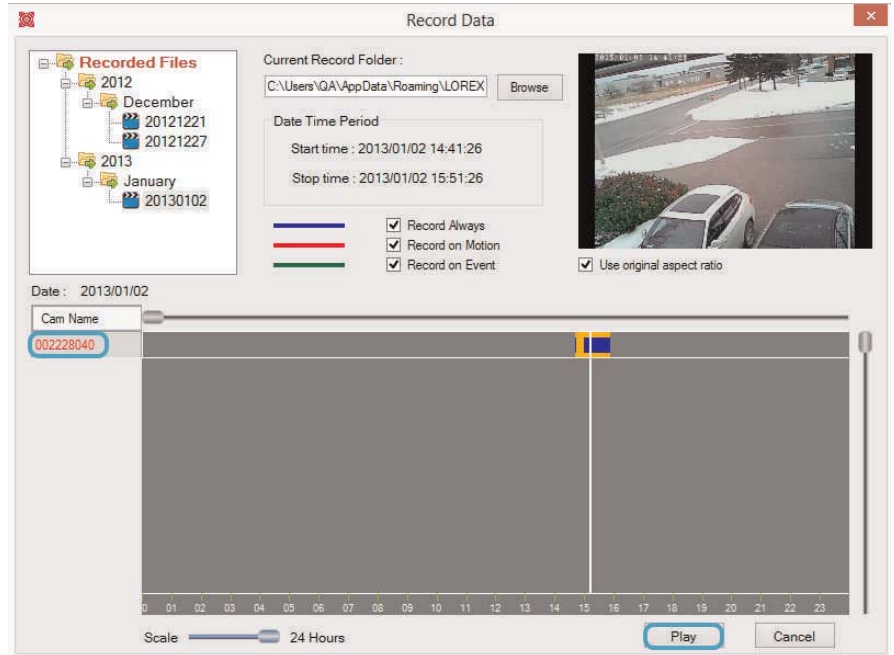 Record Data
Recorded Files
2012
December
20121221
20121227
2013
January
20130102
Current Record Folder :
C:\Users\QA\AppData\Roaming\LOREX
Browse
Date Time Period
Start time : 2013/01/02 14:41:26
Stop time : 2013/01/02 15:51:26
Record Always
Record on Motion
Record on Event
Use original aspect ratio
Date : 2013/01/02
Cam Name
002228040
0 01 02 03 04 05 06 07 08 09 10 11 12 13 14 15 16 17 18 19 20 21 22 23
Scale 24 Hours
Play Cancel